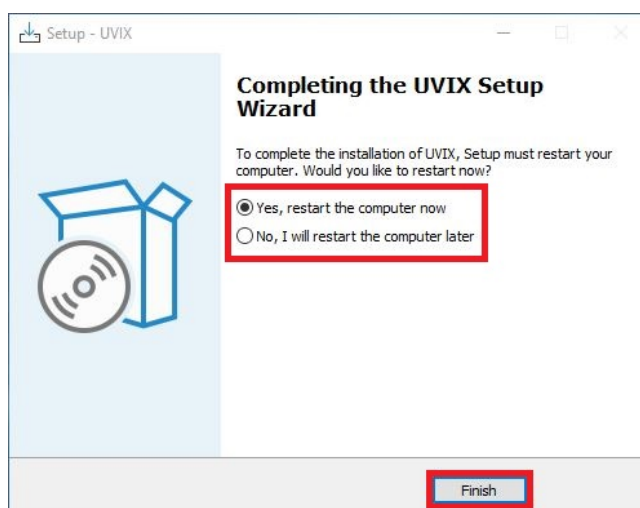 Setup - UVIX
Completing the UVIX Setup
Wizard
To complete the installation of UVIX, Setup must restart your
computer. Would you like to restart now?
Yes, restart the computer now
No, I will restart the computer later
Finish